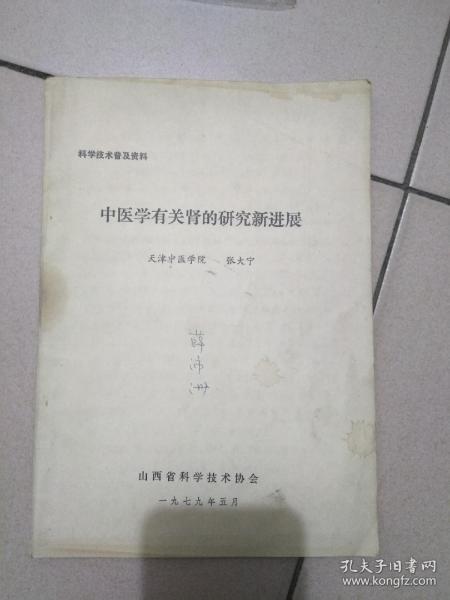 科学技术普及资料
中医学有关肾的研究新进展
天津中医学院 张大宁
薛
沛
山西省科学技术协会
一九七九年五月
孔夫子旧书网
www.kongfz.com